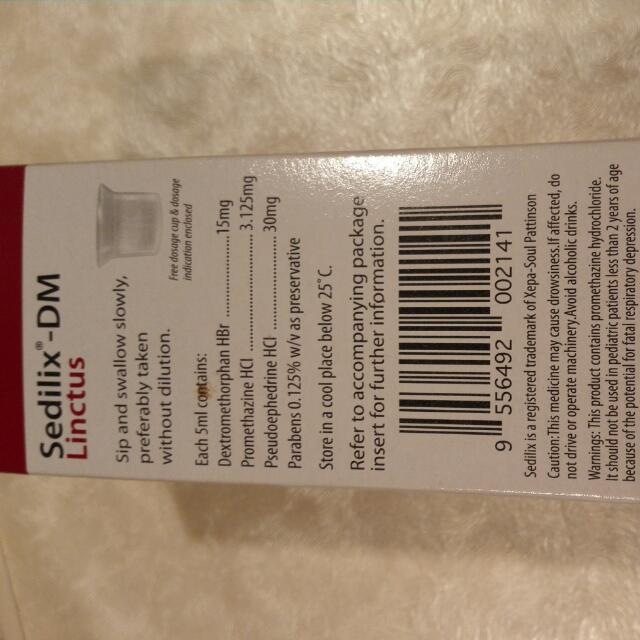 Sedilix®-DM
Linctus
Sip and swallow slowly,
preferably taken
without dilution.
Free dosage cup & dosage
indication enclosed
Each 5ml contains:
Dextromethorphan HBr ....................15mg
Promethazine HCl ........................... 3.125mg
Pseudoephedrine HCl ..................... 30mg
Parabens 0.125% w/v as preservative
Store in a cool place below 25˚C.
Refer to accompanying package
insert for further information.
9 556492 002141
Sedilix is a registered trademark of Xepa-Soul Pattinson
Caution:This medicine may cause drowsiness.If affected, do
not drive or operate machinery.Avoid alcoholic drinks.
Warnings: This product contains promethazine hydrochloride.
It should not be used in pediatric patients less than 2 years of age
because of the potential for fatal respiratory depression.